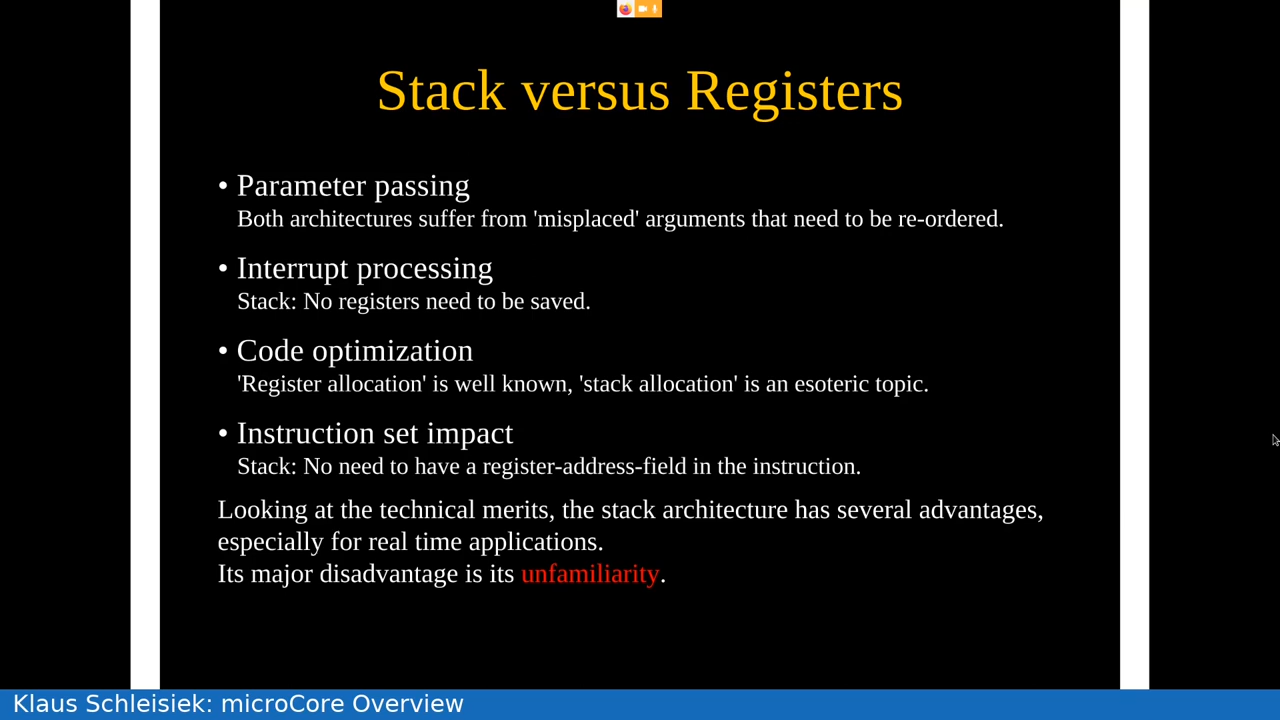 Stack versus Registers
• Parameter passing
Both architectures suffer from 'misplaced' arguments that need to be re-ordered.
• Interrupt processing
Stack: No registers need to be saved.
• Code optimization
'Register allocation' is well known, 'stack allocation' is an esoteric topic.
• Instruction set impact
Stack: No need to have a register-address-field in the instruction.
Looking at the technical merits, the stack architecture has several advantages,
especially for real time applications.
Its major disadvantage is its unfamiliarity.
Klaus Schleisiek: microCore Overview